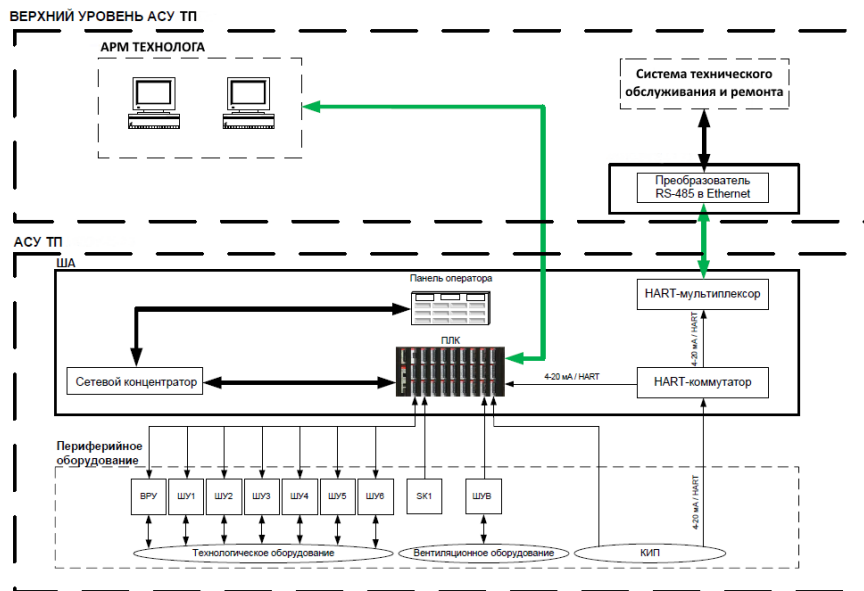 ВЕРХНИЙ УРОВЕНЬ АСУ ТП
АРМ ТЕХНОЛОГА
Система технического
обслуживания и ремонта
Преобразователь
RS-485 в Ethernet
АСУ ТП
ША
Панель оператора
HART-мультиплексор
ПЛК
4-20 мА / HART
Сетевой концентратор
4-20 мА / HART
HART-коммутатор
Периферийное
оборудование
ВРУ
ШУ1
ШУ2
ШУ3
ШУ4
ШУ5
ШУ6
SK1
ШУВ
4-20 мА / HART
Технологическое оборудование
Вентиляционное оборудование
КИП